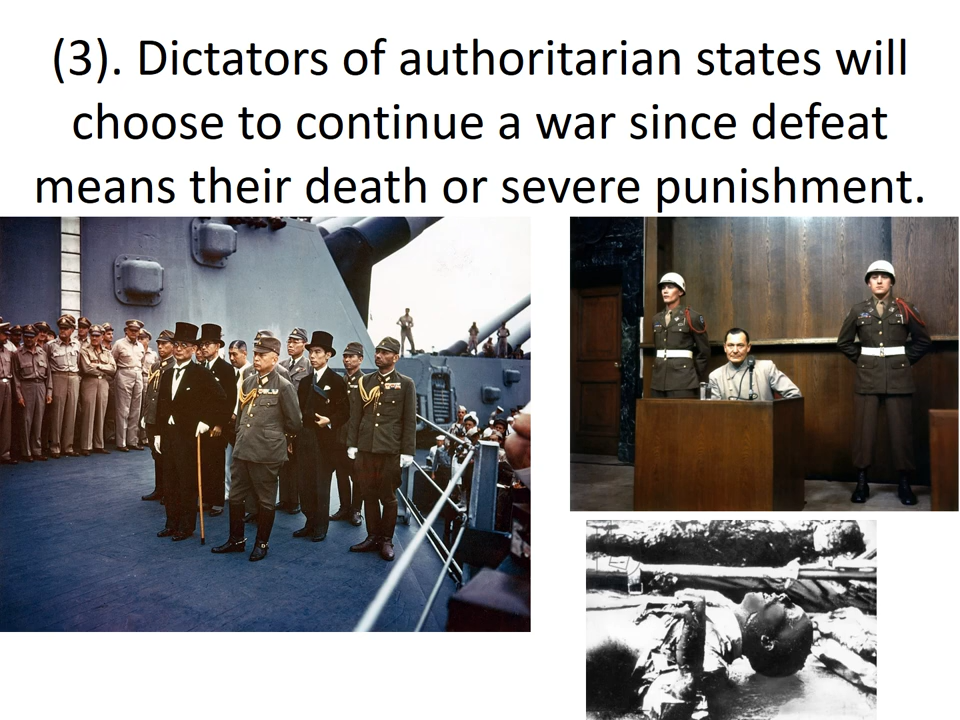 (3). Dictators of authoritarian states will
choose to continue a war since defeat
means their death or severe punishment.